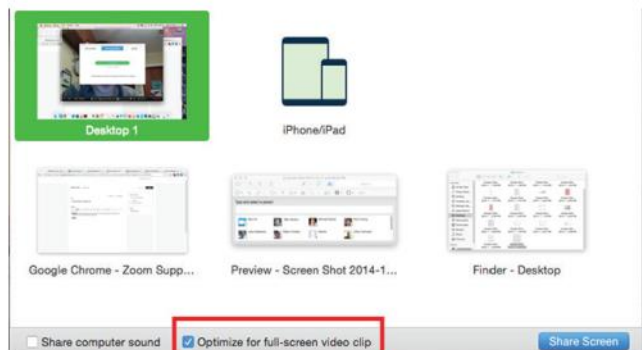 Desktop 1
iPhone/iPad
Google Chrome - Zoom Supp...
Preview - Screen Shot 2014-1...
Finder - Desktop
Share computer sound
Optimize for full-screen video clip
Share Screen